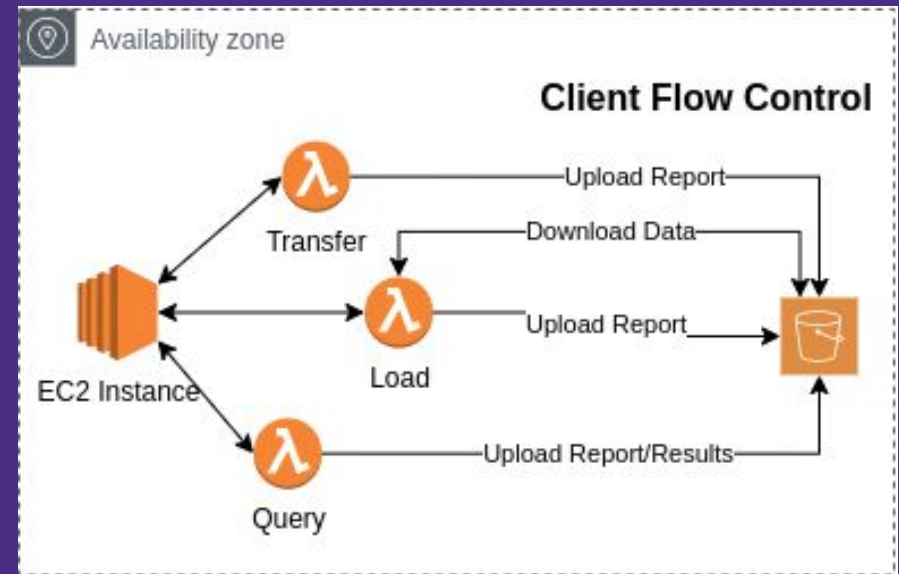 Availability zone
Client Flow Control
Upload Report
Transfer
Download Data
Upload Report
Load
EC2 Instance
Upload Report/Results
Query